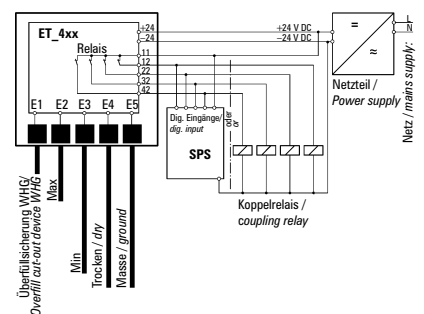 ET_4xx
Relais
+24
-24
11
12
22
32
42
E1 E2 E3 E4 E5
+24 V DC
-24 V DC
=
≈
Netzteil /
Power supply
L
N
Netz / mains supply:
Dig. Eingänge/
dig. input
SPS
oder
or
Koppelrelais /
coupling relay
Überfüllsicherung WHG/
Overfill cut-out device WHG
Max
Min
Trocken / dry
Masse / ground